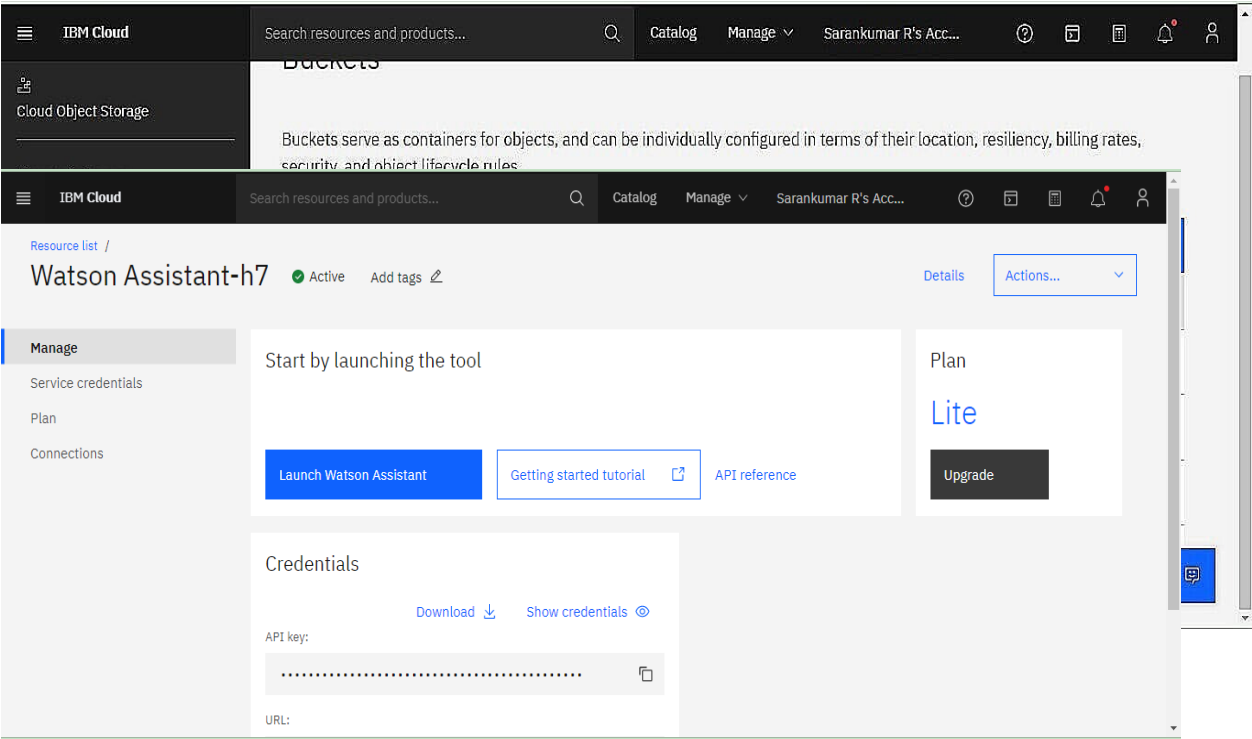 IBM Cloud Search resources and products... Catalog Manage Sarankumar R's Acc...
Cloud Object Storage
Buckets
Buckets serve as containers for objects, and can be individually configured in terms of their location, resiliency, billing rates,
security, and object lifecycle rules
IBM Cloud Search resources and products... Catalog Manage Sarankumar R's Acc...
Resource list /
Watson Assistant-h7 Active Add tags Details Actions...
Manage
Service credentials
Plan
Connections
Start by launching the tool
Launch Watson Assistant Getting started tutorial API reference
Plan
Lite
Upgrade
Credentials
Download Show credentials
API key:
URL: